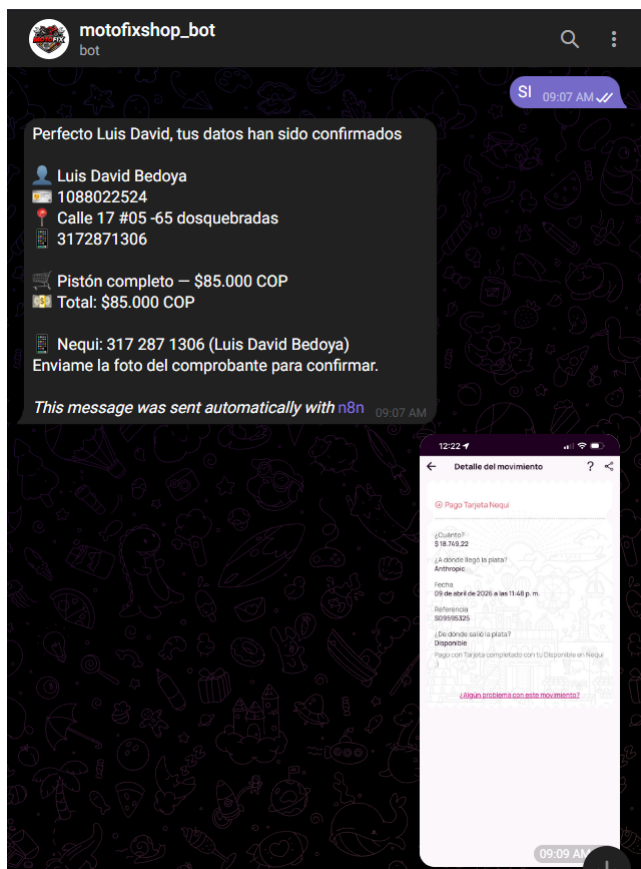 motofixshop_bot
bot
SI 09:07 AM
Perfecto Luis David, tus datos han sido confirmados
Luis David Bedoya
1088022524
Calle 17 #05 -65 dosquebradas
3172871306
Pistón completo — $85.000 COP
Total: $85.000 COP
Nequi: 317 287 1306 (Luis David Bedoya)
Enviame la foto del comprobante para confirmar.
This message was sent automatically with n8n 09:07 AM
12:22
Detalle del movimiento ?
Pago Tarjeta Nequi
¿Cuánto?
$ 18.749,22
¿A dónde llegó la plata?
Anthropic
Fecha
09 de abril de 2026 a las 11:48 p. m.
Referencia
S09595325
¿De dónde salió la plata?
Disponible
Pago con Tarjeta completado con tu Disponible en Nequi
:)
¿Algún problema con este movimiento?
09:09 AM